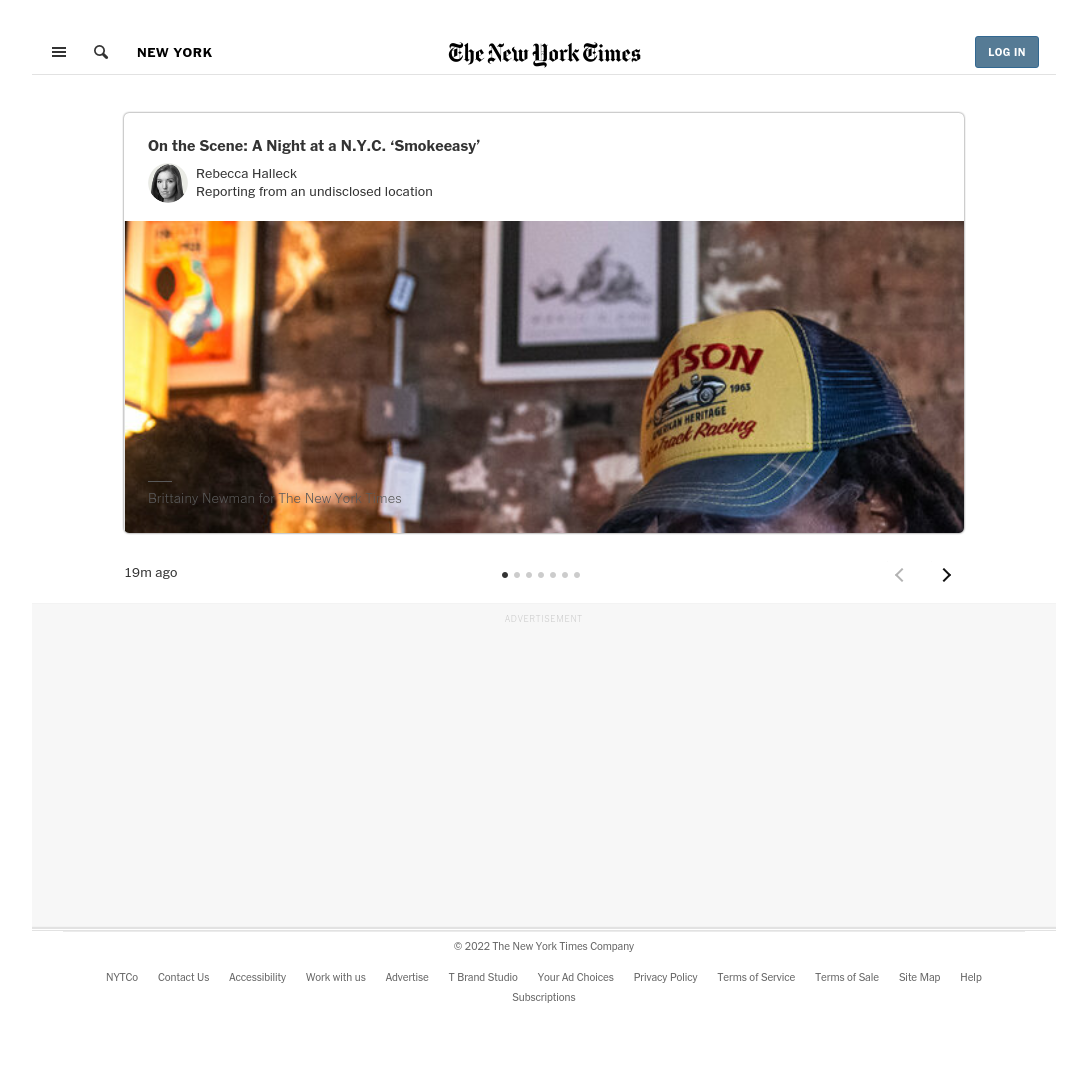 NEW YORK
The New York Times
LOG IN
On the Scene: A Night at a N.Y.C. ‘Smokeeasy’
Rebecca Halleck
Reporting from an undisclosed location
STETSON
1963
AMERICAN HERITAGE
Track Racing
Brittainy Newman for The New York Times
19m ago
ADVERTISEMENT
© 2022 The New York Times Company
NYTCo Contact Us Accessibility Work with us Advertise T Brand Studio Your Ad Choices Privacy Policy Terms of Service Terms of Sale Site Map Help
Subscriptions